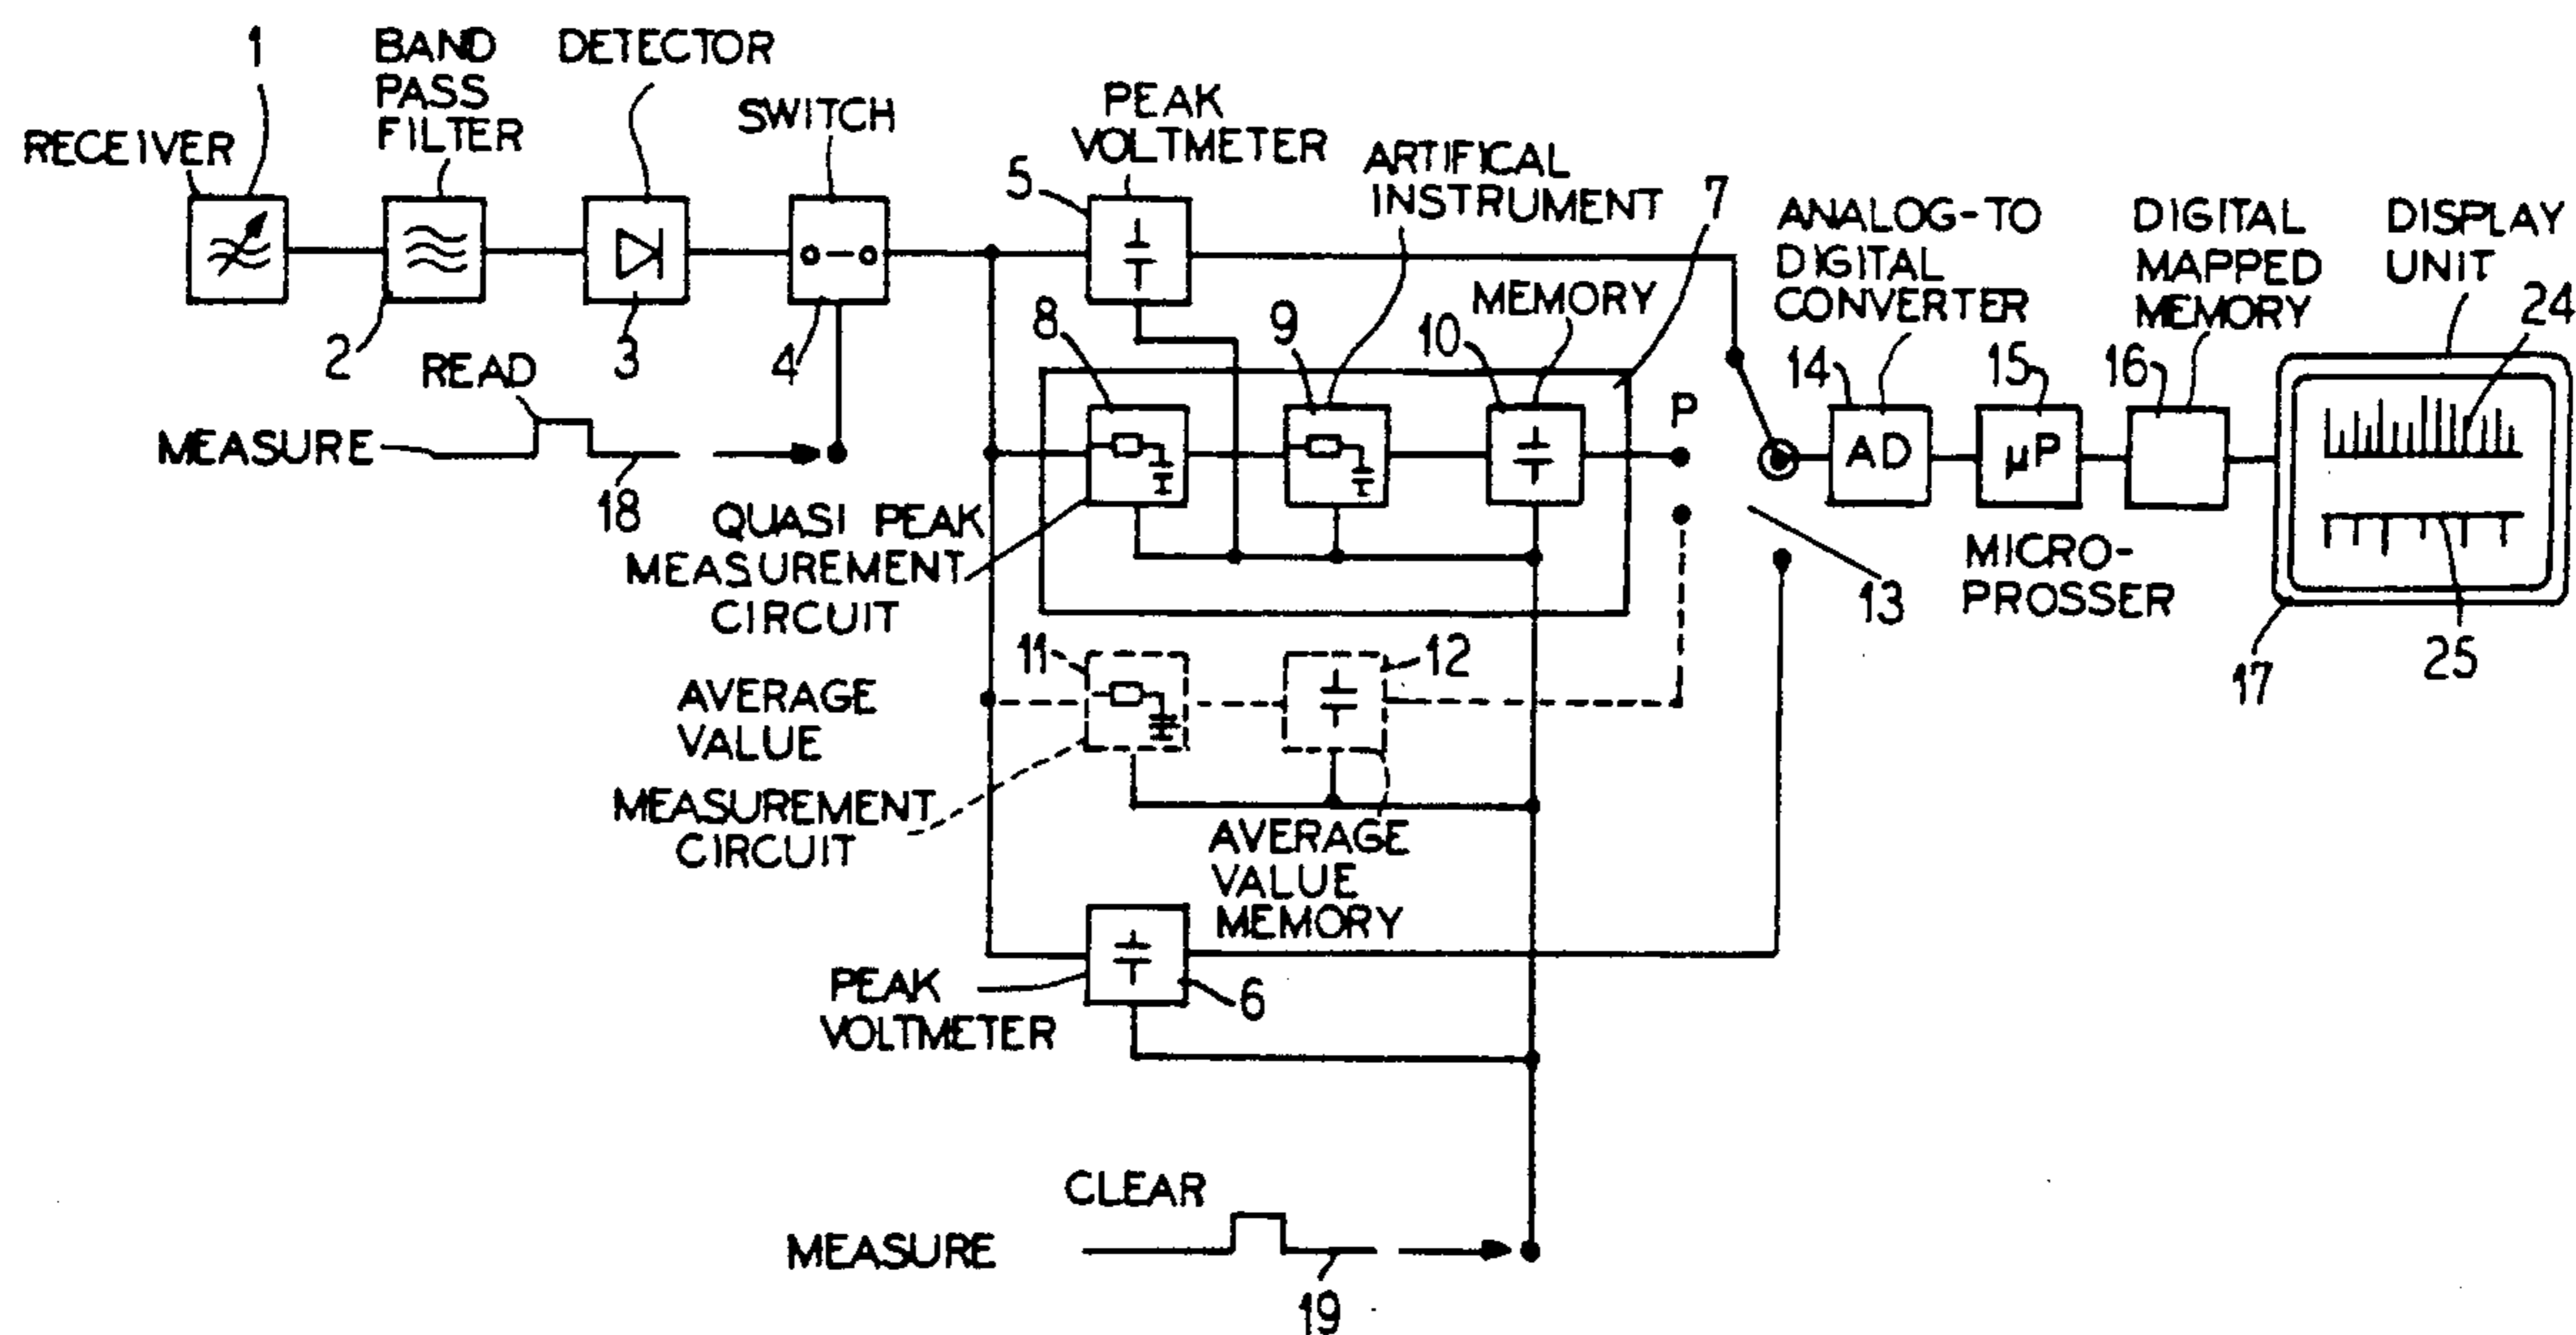 1
BAND
PASS
FILTER
DETECTOR
RECEIVER
SWITCH
PEAK
VOLTMETER
5
ARTIFICAL
INSTRUMENT
7
ANALOG-TO
DIGITAL
CONVERTER
DIGITAL
MAPPED
MEMORY
DISPLAY
UNIT
24
2
3
4
8
9
10
MEMORY
14
15
16
READ
MEASURE
18
P
AD
μP
QUASI PEAK
MEASUREMENT
CIRCUIT
13
MICRO-
PROSSER
17
25
11
12
AVERAGE
VALUE
MEASUREMENT
CIRCUIT
AVERAGE
VALUE
MEMORY
PEAK
VOLTMETER
6
CLEAR
MEASURE
19